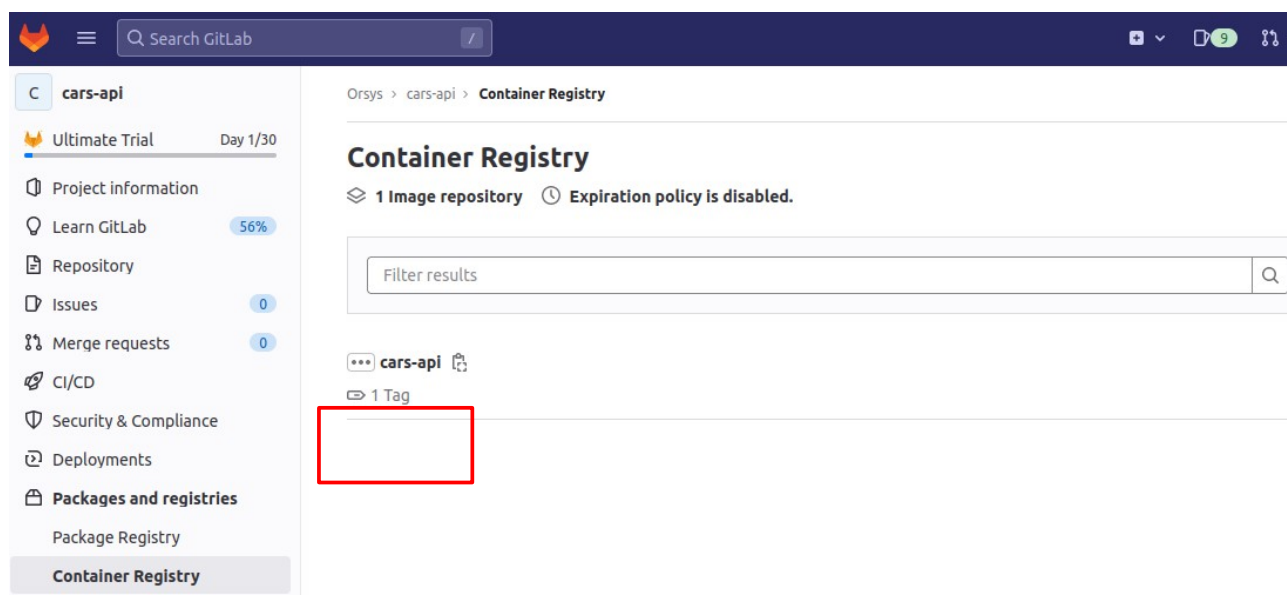 Search GitLab /
9
C cars-api
Ultimate Trial Day 1/30
Project information
Learn GitLab 56%
Repository
Issues 0
Merge requests 0
CI/CD
Security & Compliance
Deployments
Packages and registries
Package Registry
Container Registry
Orsys > cars-api > Container Registry
Container Registry
1 Image repository Expiration policy is disabled.
Filter results
cars-api
1 Tag